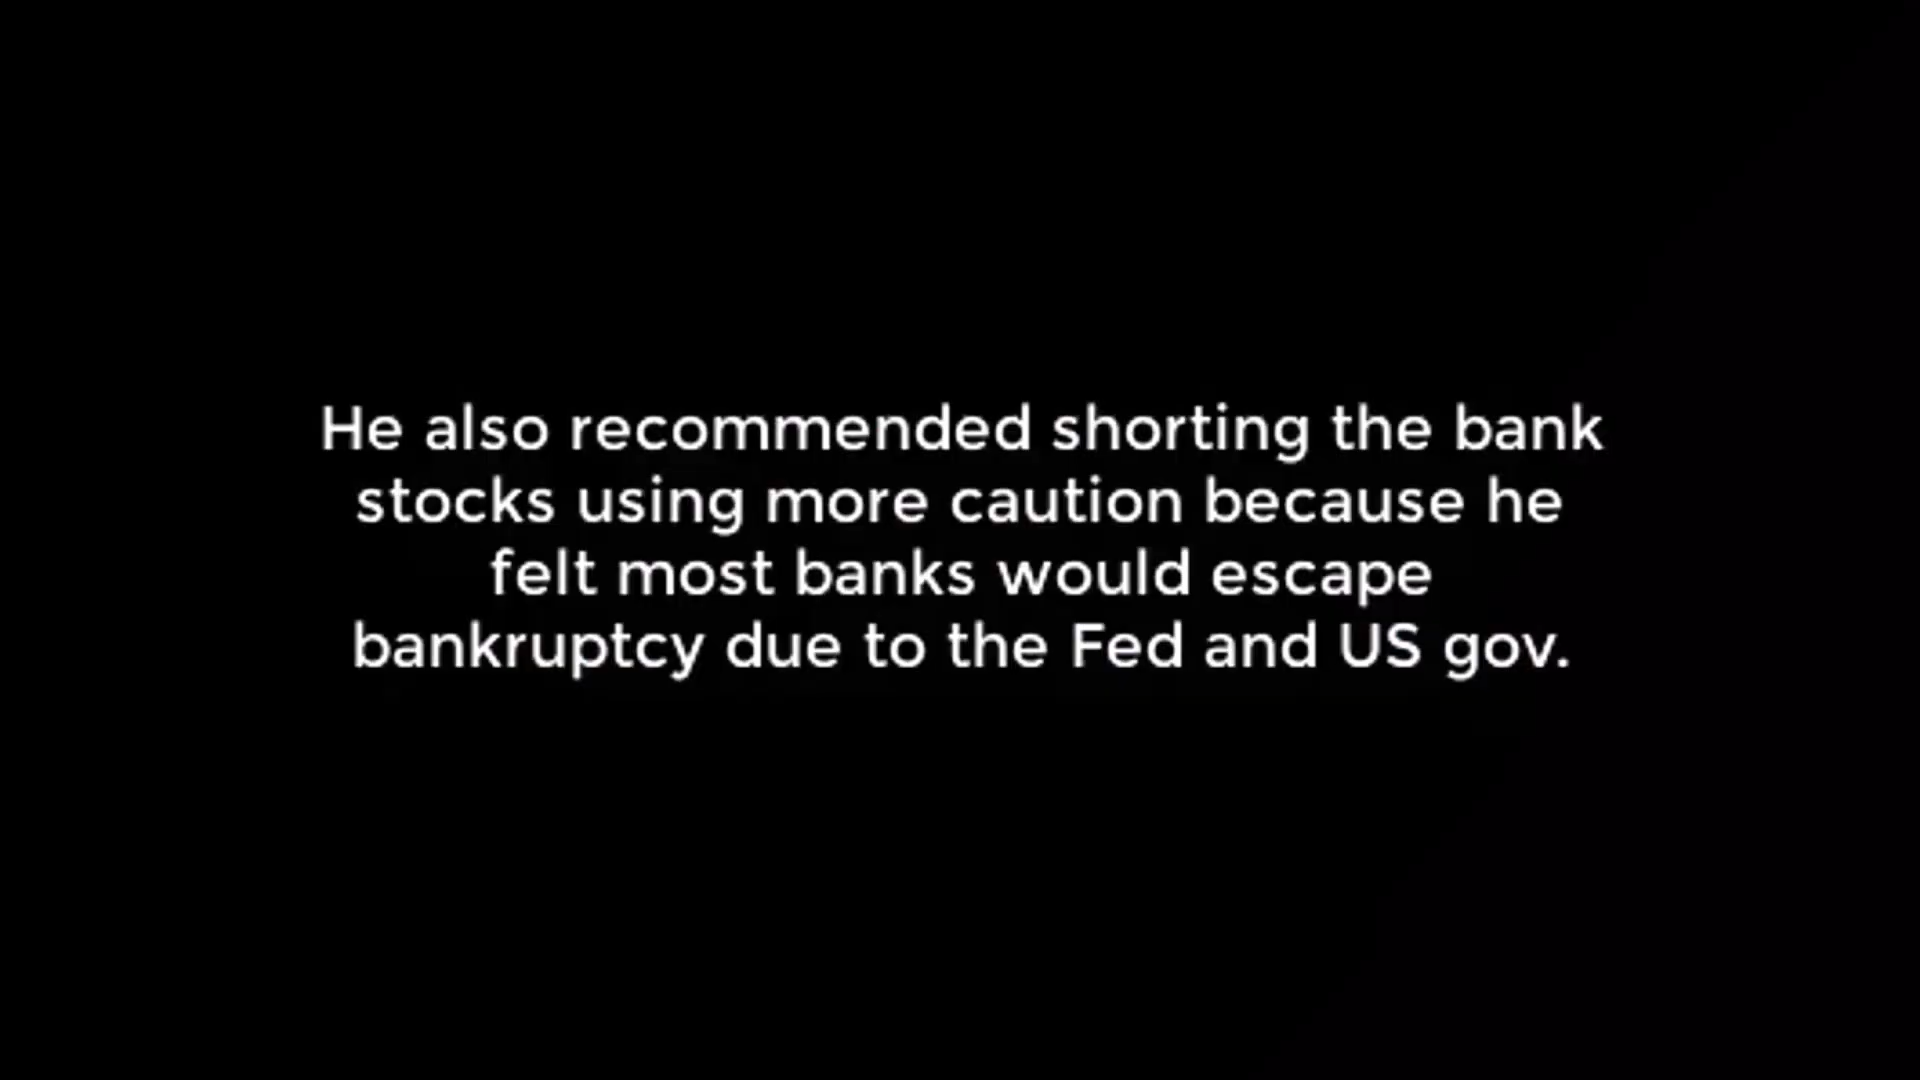 He also recommended shorting the bank
stocks using more caution because he
felt most banks would escape
bankruptcy due to the Fed and US gov.